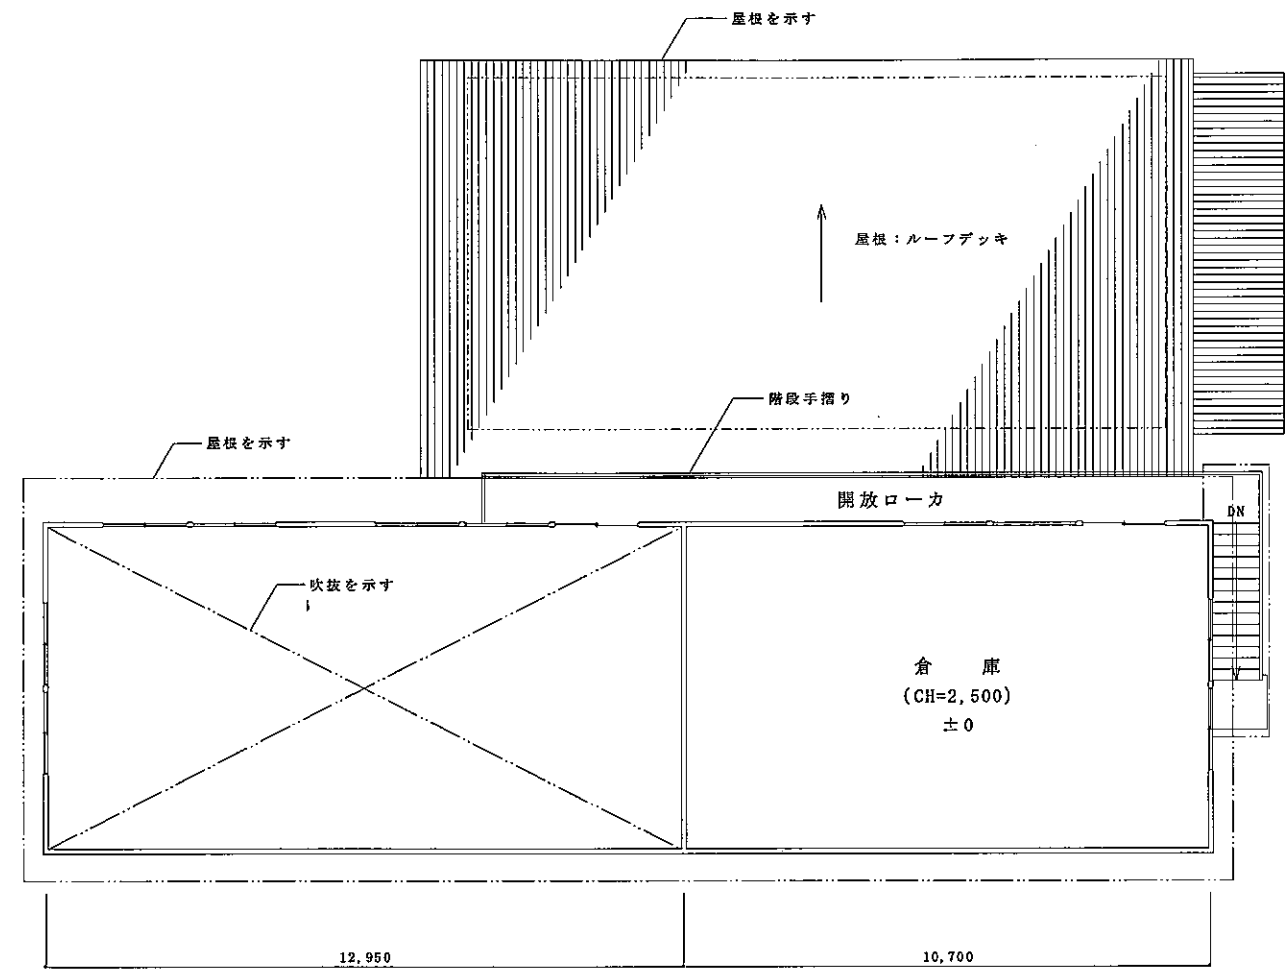 屋根を示す
屋根：ルーフデッキ
階段手摺り
屋根を示す
開放ローカ
DN
吹抜を示す
倉 庫
(CH=2,500)
±0
12,950
10,700